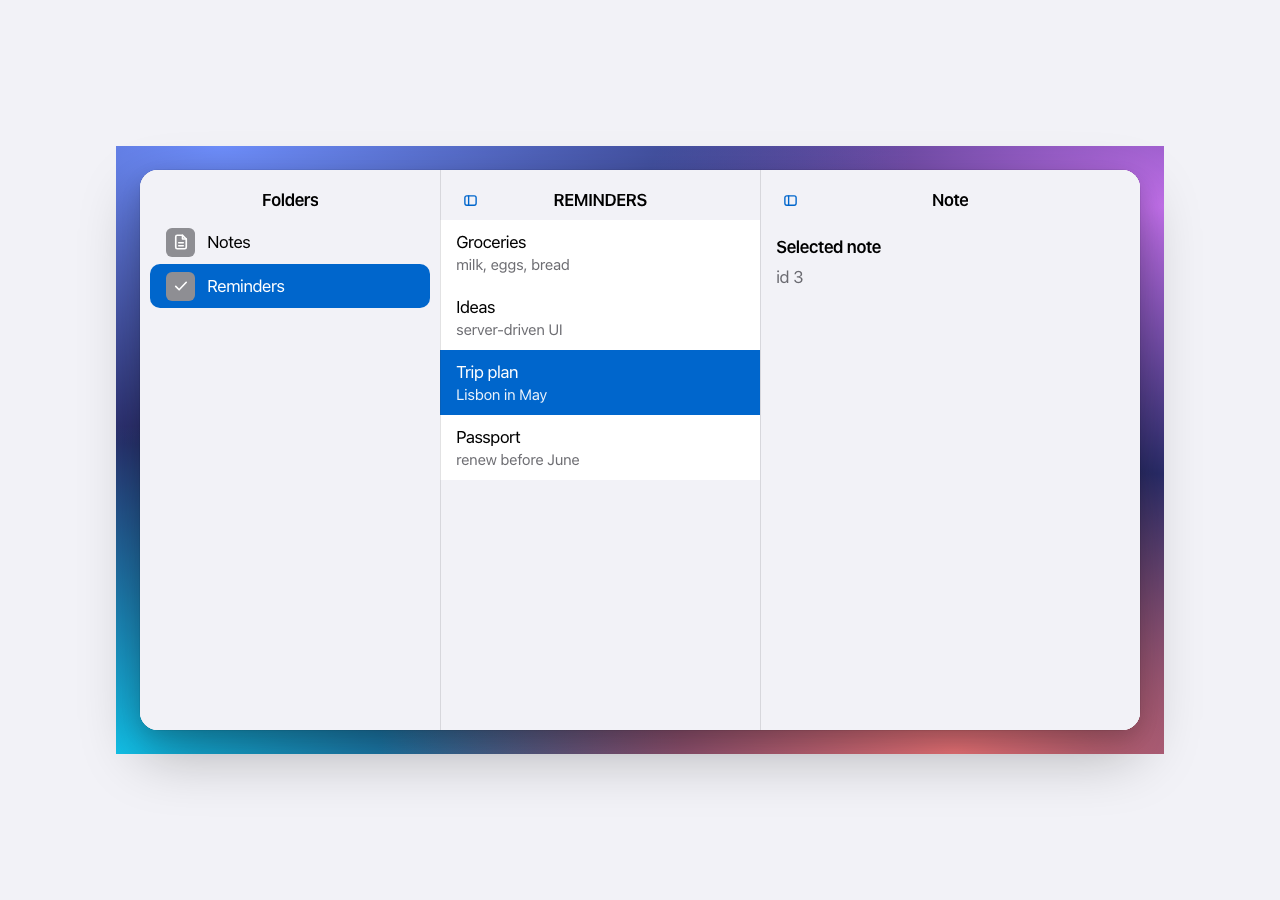 Folders
Notes
Reminders
REMINDERS
Groceries
milk, eggs, bread
Ideas
server-driven UI
Trip plan
Lisbon in May
Passport
renew before June
Note
Selected note
id 3